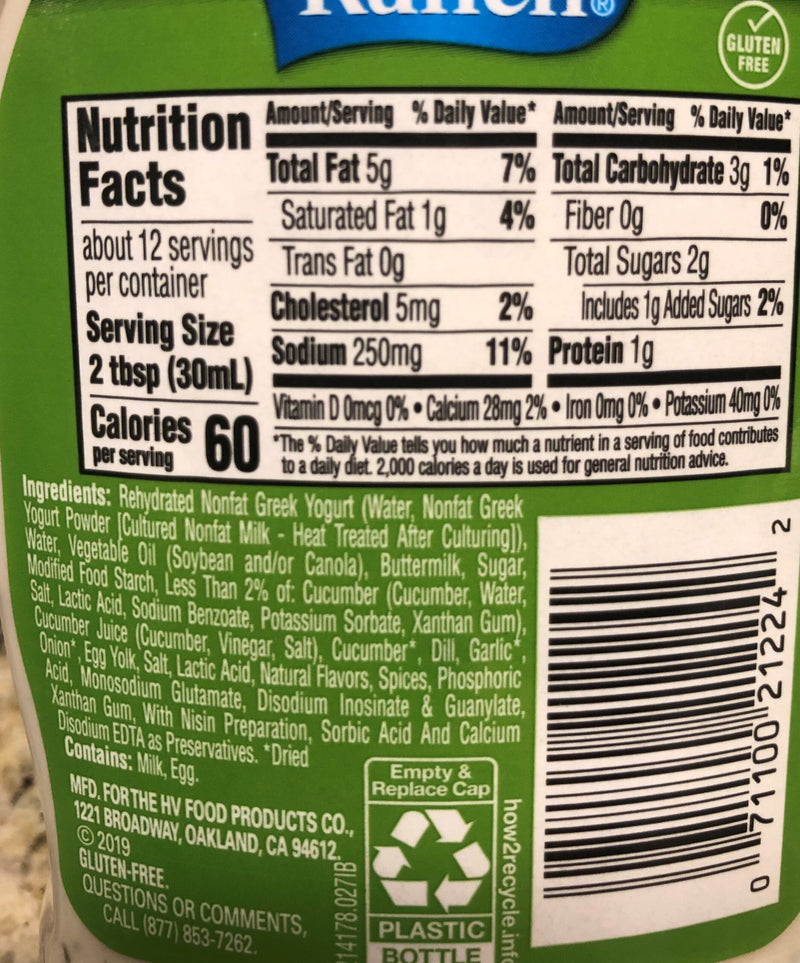 Ranch®
GLUTEN
FREE
Nutrition
Facts
about 12 servings
per container
Serving Size
2 tbsp (30mL)
Calories 60
per serving
Amount/Serving % Daily Value*
Total Fat 5g 7%
Saturated Fat 1g 4%
Trans Fat 0g
Cholesterol 5mg 2%
Sodium 250mg 11%
Amount/Serving % Daily Value*
Total Carbohydrate 3g 1%
Fiber 0g 0%
Total Sugars 2g
Includes 1g Added Sugars 2%
Protein 1g
Vitamin D 0mcg 0% • Calcium 28mg 2% • Iron 0mg 0% • Potassium 40mg 0%
*The % Daily Value tells you how much a nutrient in a serving of food contributes
to a daily diet. 2,000 calories a day is used for general nutrition advice.
Ingredients: Rehydrated Nonfat Greek Yogurt (Water, Nonfat Greek
Yogurt Powder [Cultured Nonfat Milk - Heat Treated After Culturing]),
Water, Vegetable Oil (Soybean and/or Canola), Buttermilk, Sugar,
Modified Food Starch, Less Than 2% of: Cucumber (Cucumber, Water,
Salt, Lactic Acid, Sodium Benzoate, Potassium Sorbate, Xanthan Gum),
Cucumber Juice (Cucumber, Vinegar, Salt), Cucumber*, Dill, Garlic*,
Onion*, Egg Yolk, Salt, Lactic Acid, Natural Flavors, Spices, Phosphoric
Acid, Monosodium Glutamate, Disodium Inosinate & Guanylate,
Xanthan Gum, With Nisin Preparation, Sorbic Acid And Calcium
Disodium EDTA as Preservatives. *Dried
Contains: Milk, Egg.
MFD. FOR THE HV FOOD PRODUCTS CO.,
1221 BROADWAY, OAKLAND, CA 94612.
© 2019
GLUTEN-FREE.
QUESTIONS OR COMMENTS,
CALL (877) 853-7262.
14178.027IB
Empty &
Replace Cap
PLASTIC
BOTTLE
how2recycle.info
0 71100 21224 2